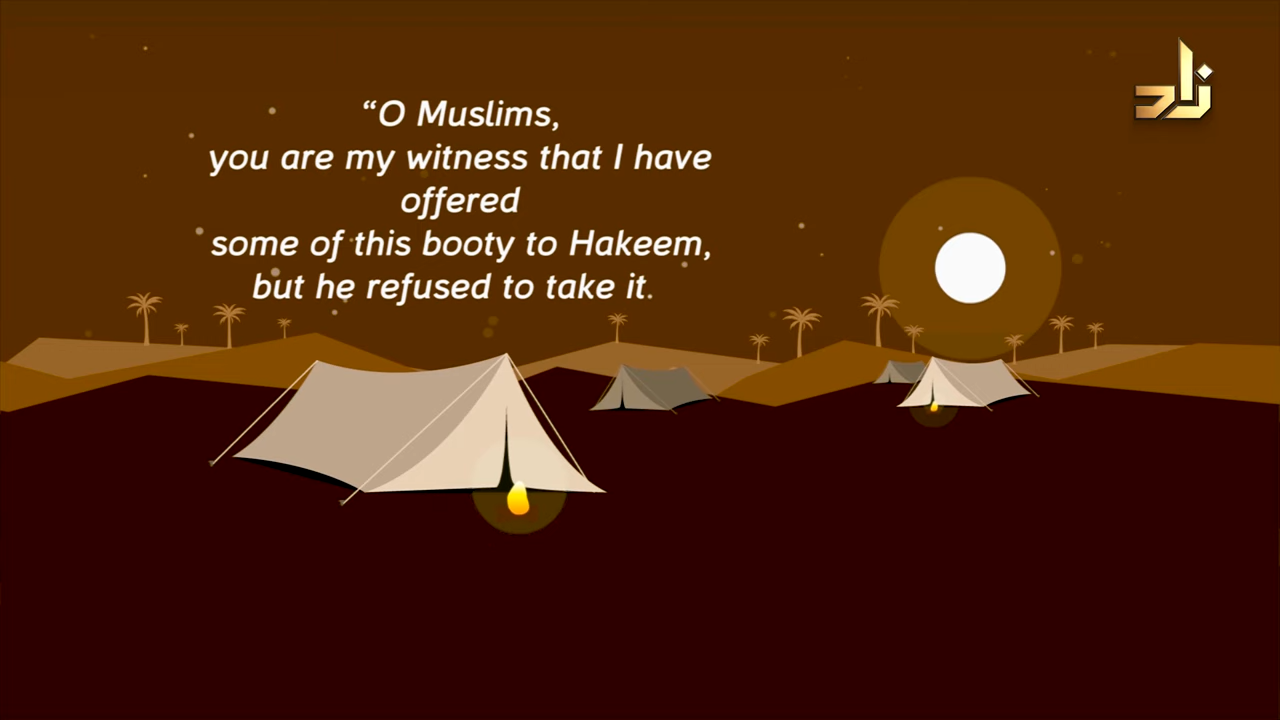 “O Muslims,
you are my witness that I have
offered
some of this booty to Hakeem,
but he refused to take it.
زاد